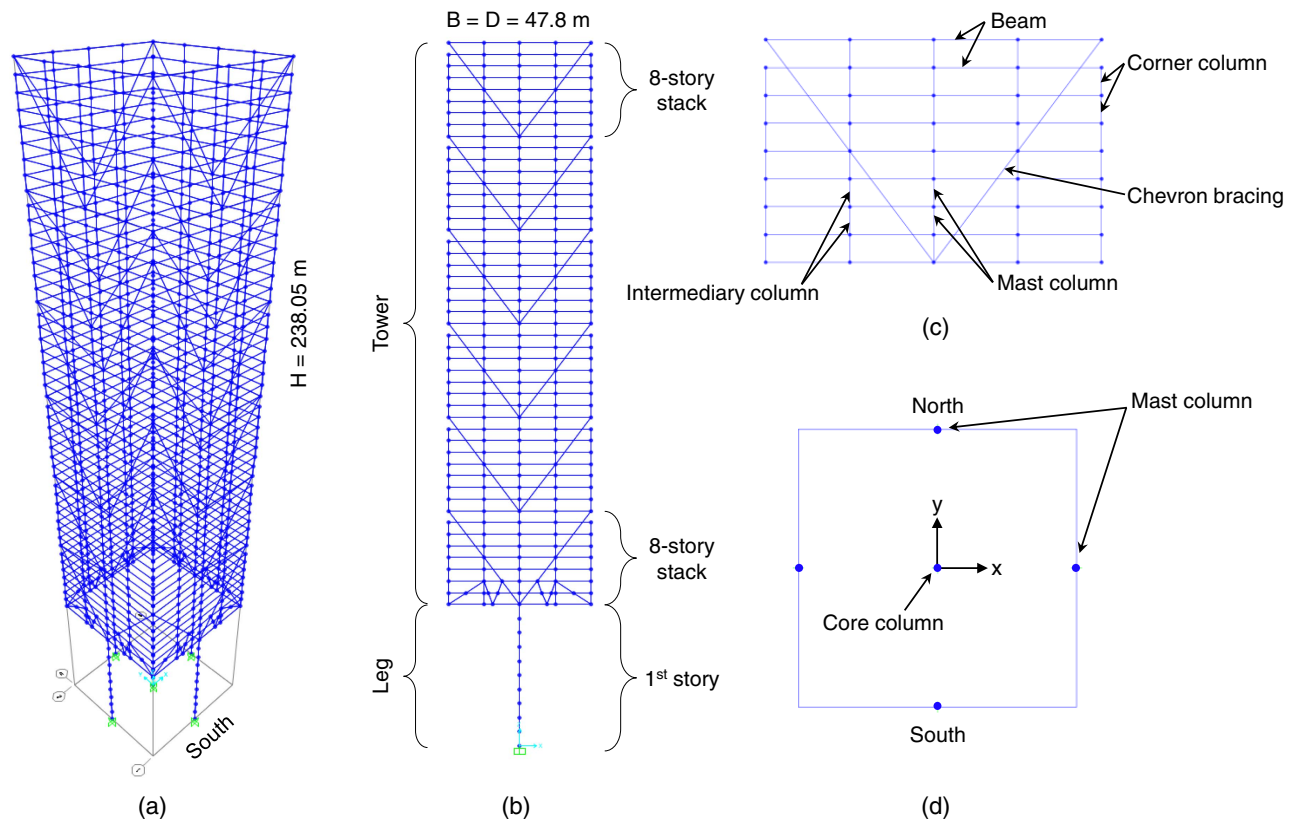 B = D = 47.8 m
H = 238.05 m
South
(a)
8-story
stack
Tower
8-story
stack
Leg
1st story
(b)
Beam
Corner column
Chevron bracing
Mast column
Intermediary column
(c)
North
Mast column
y
x
Core column
South
(d)